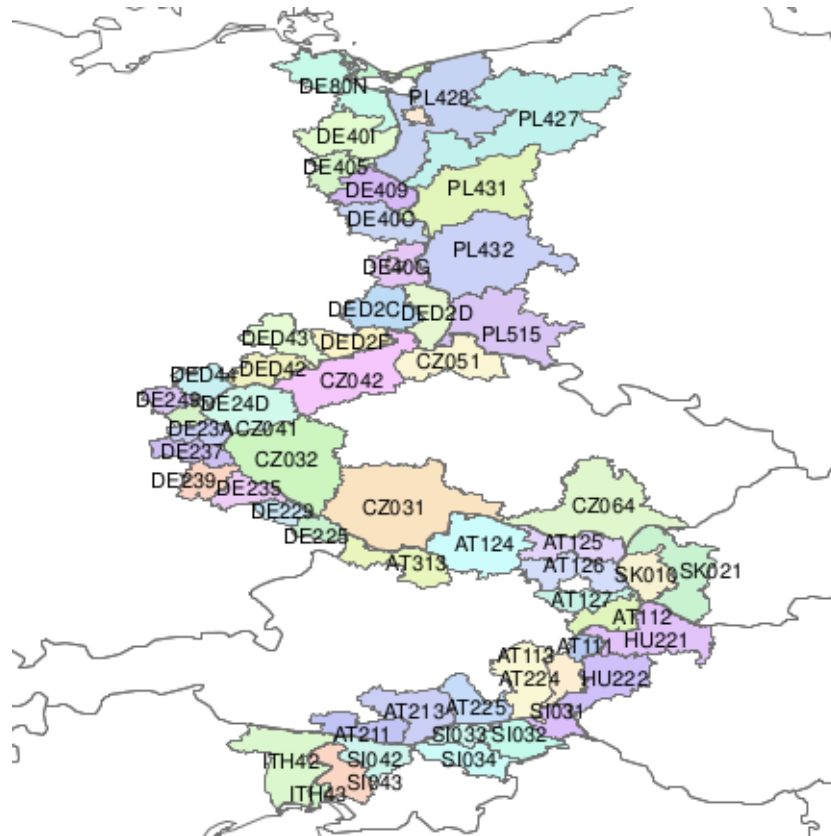 DE80N
PL428
PL427
DE40I
DE405
DE409
PL431
DE40C
PL432
DE40G
DED2C
DED2D
PL515
DED43
DED2F
CZ051
DED42
CZ042
DED44
DE249
DE24D
DE23A
CZ041
DE237
CZ032
DE239
DE235
DE229
CZ031
CZ064
DE225
AT124
AT125
AT313
AT126
SK010
SK021
AT127
AT112
HU221
AT111
AT113
AT224
HU222
SI031
AT213
AT225
AT211
SI033
SI032
ITH42
SI042
SI034
SI043
ITH43